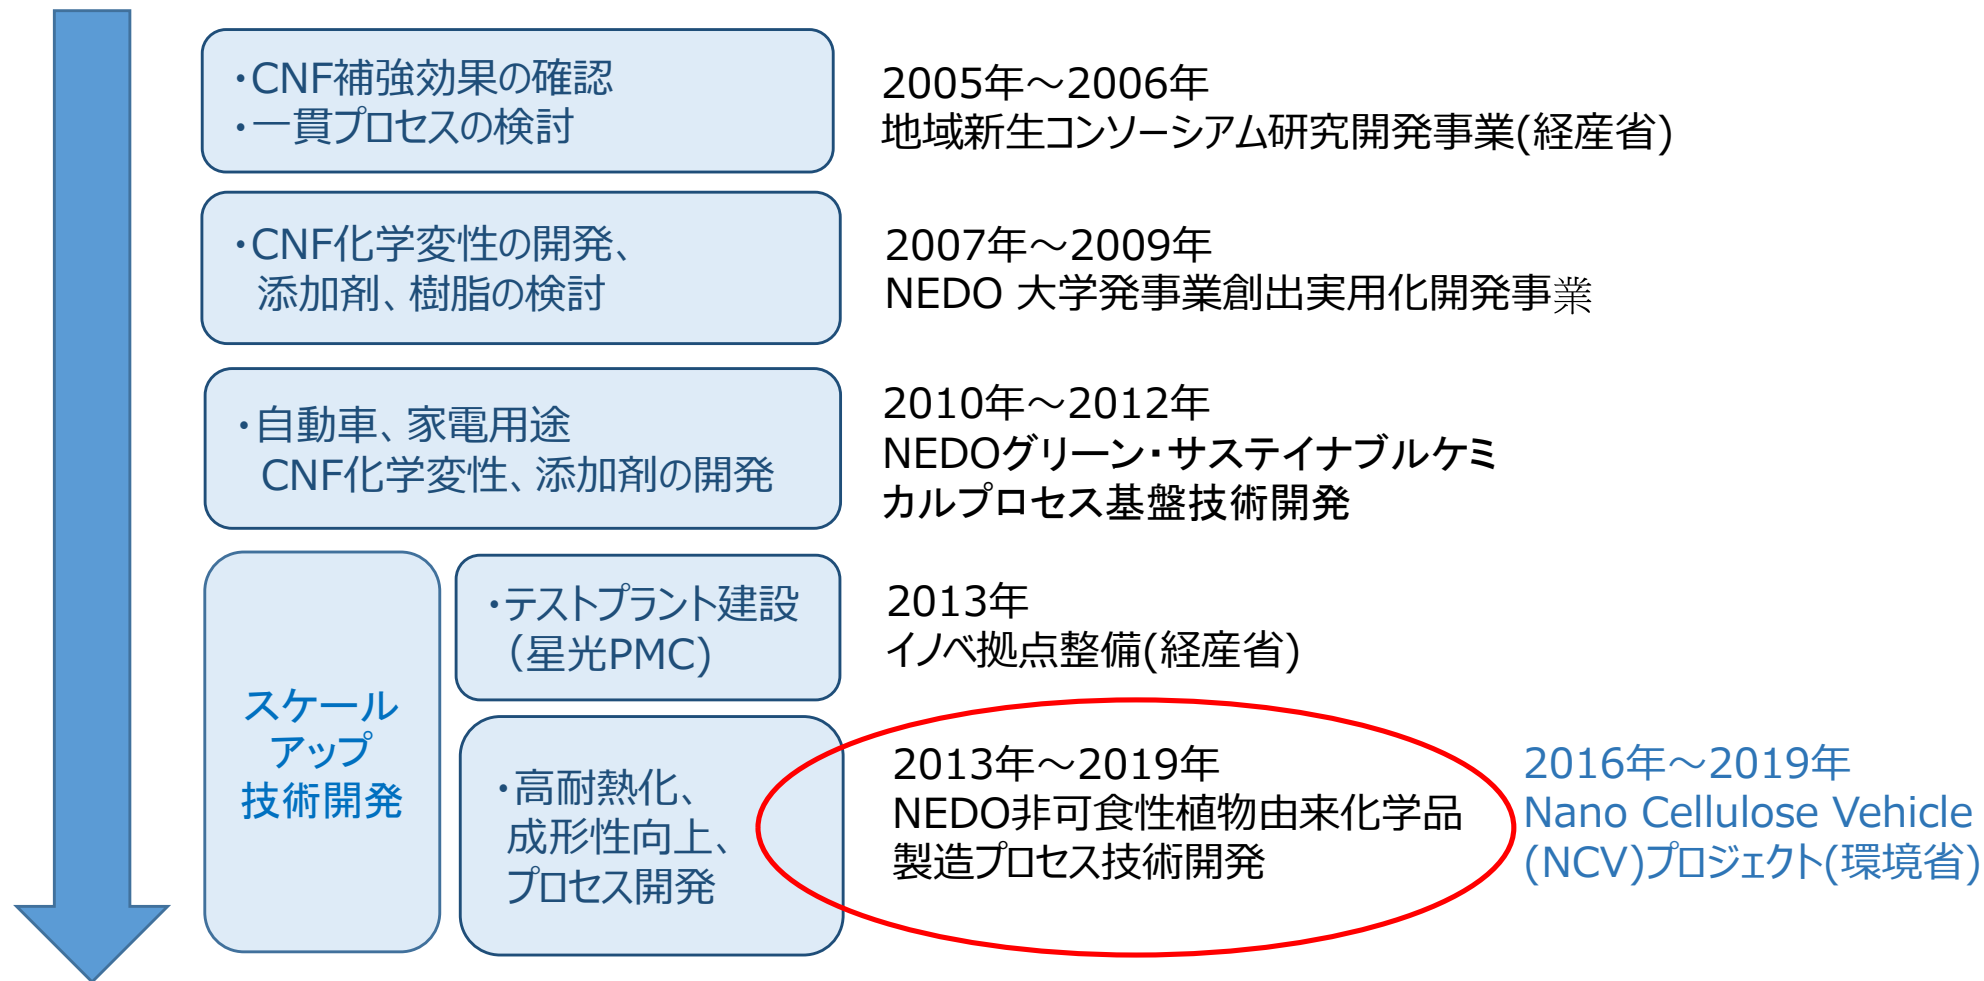 ・CNF補強効果の確認
・一貫プロセスの検討
2005年～2006年
地域新生コンソーシアム研究開発事業(経産省)
・CNF化学変性の開発、
添加剤、樹脂の検討
2007年～2009年
NEDO 大学発事業創出実用化開発事業
・自動車、家電用途
CNF化学変性、添加剤の開発
2010年～2012年
NEDOグリーン・サステイナブルケミ
カルプロセス基盤技術開発
スケール
アップ
技術開発
・テストプラント建設
（星光PMC)
2013年
イノベ拠点整備(経産省)
・高耐熱化、
成形性向上、
プロセス開発
2013年～2019年
NEDO非可食性植物由来化学品
製造プロセス技術開発
2016年～2019年
Nano Cellulose Vehicle
(NCV)プロジェクト(環境省)